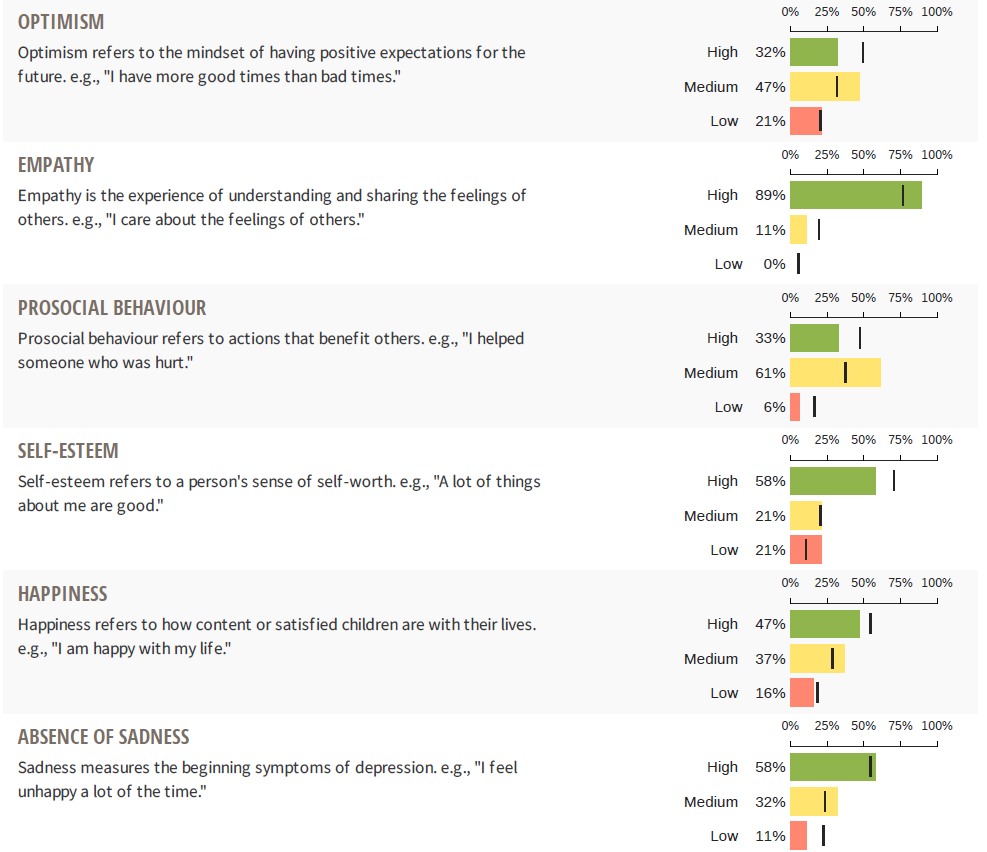 OPTIMISM
Optimism refers to the mindset of having positive expectations for the
future. e.g., "I have more good times than bad times."
0% 25% 50% 75% 100%
High 32%
Medium 47%
Low 21%
EMPATHY
Empathy is the experience of understanding and sharing the feelings of
others. e.g., "I care about the feelings of others."
0% 25% 50% 75% 100%
High 89%
Medium 11%
Low 0%
PROSOCIAL BEHAVIOUR
Prosocial behaviour refers to actions that benefit others. e.g., "I helped
someone who was hurt."
0% 25% 50% 75% 100%
High 33%
Medium 61%
Low 6%
SELF-ESTEEM
Self-esteem refers to a person's sense of self-worth. e.g., "A lot of things
about me are good."
0% 25% 50% 75% 100%
High 58%
Medium 21%
Low 21%
HAPPINESS
Happiness refers to how content or satisfied children are with their lives.
e.g., "I am happy with my life."
0% 25% 50% 75% 100%
High 47%
Medium 37%
Low 16%
ABSENCE OF SADNESS
Sadness measures the beginning symptoms of depression. e.g., "I feel
unhappy a lot of the time."
0% 25% 50% 75% 100%
High 58%
Medium 32%
Low 11%